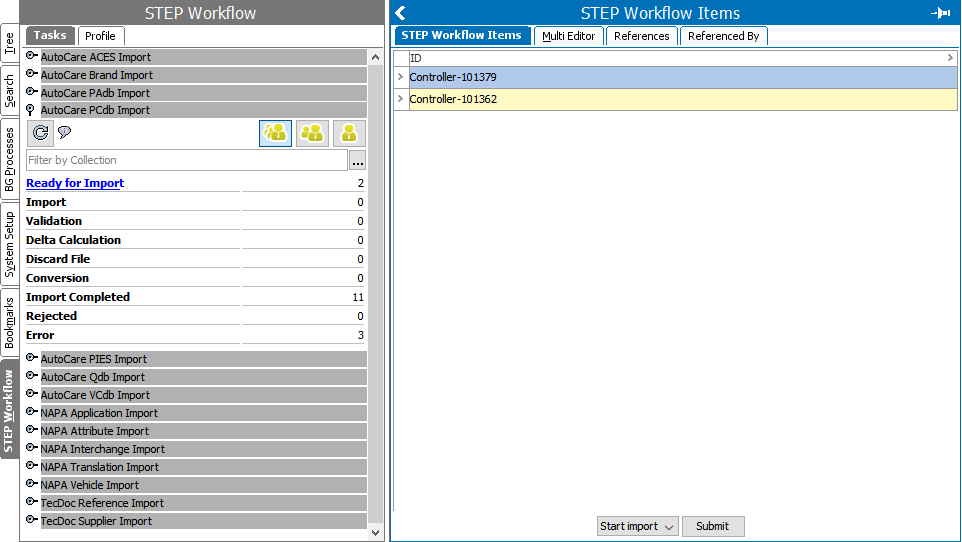 STEP Workflow
Tasks
Profile
Tree
Search
BG Processes
System Setup
Bookmarks
STEP Workflow
AutoCare ACES Import
AutoCare Brand Import
AutoCare PAdb Import
AutoCare PCdb Import
Filter by Collection
...
Ready for Import 2
Import 0
Validation 0
Delta Calculation 0
Discard File 0
Conversion 0
Import Completed 11
Rejected 0
Error 3
AutoCare PIES Import
AutoCare Qdb Import
AutoCare VCdb Import
NAPA Application Import
NAPA Attribute Import
NAPA Interchange Import
NAPA Translation Import
NAPA Vehicle Import
TecDoc Reference Import
TecDoc Supplier Import
STEP Workflow Items
STEP Workflow Items
Multi Editor
References
Referenced By
ID
Controller-101379
Controller-101362
Start import
Submit